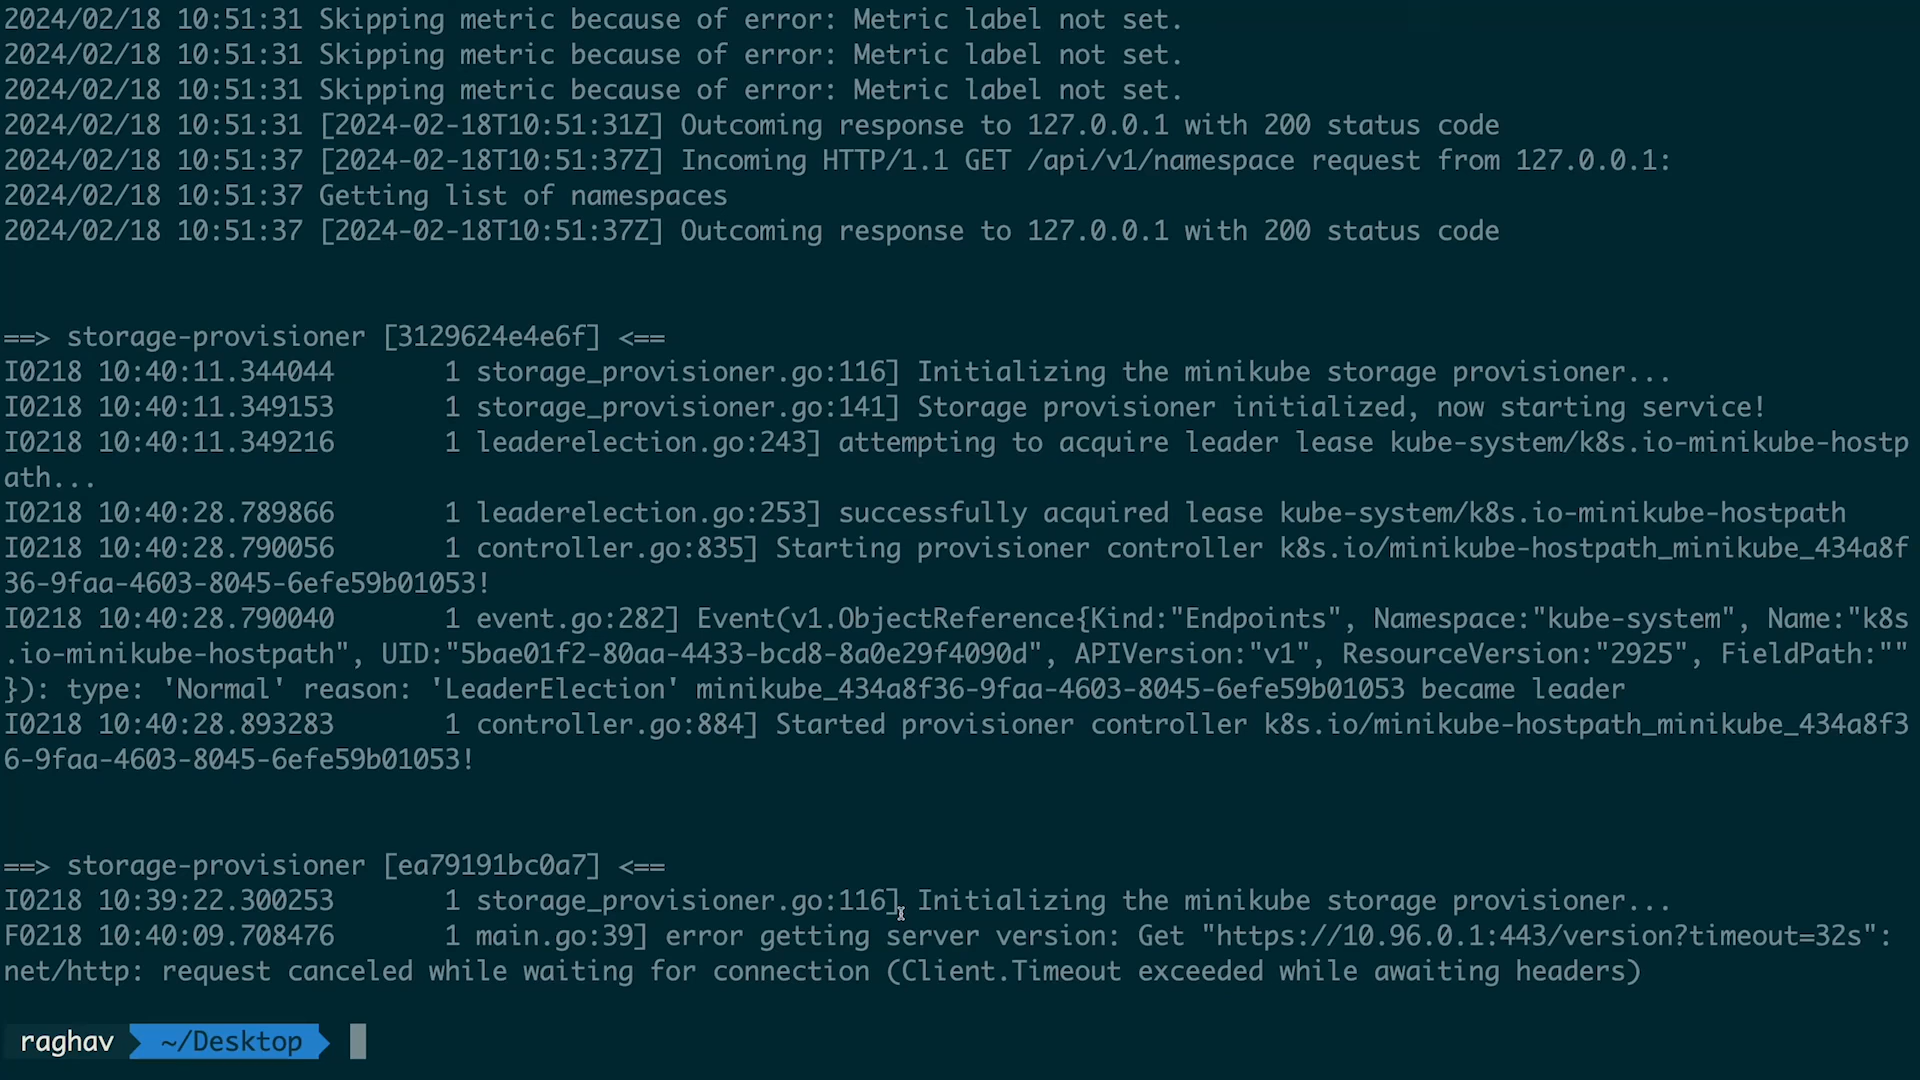 2024/02/18 10:51:31 Skipping metric because of error: Metric label not set.
2024/02/18 10:51:31 Skipping metric because of error: Metric label not set.
2024/02/18 10:51:31 Skipping metric because of error: Metric label not set.
2024/02/18 10:51:31 [2024-02-18T10:51:31Z] Outcoming response to 127.0.0.1 with 200 status code
2024/02/18 10:51:37 [2024-02-18T10:51:37Z] Incoming HTTP/1.1 GET /api/v1/namespace request from 127.0.0.1:
2024/02/18 10:51:37 Getting list of namespaces
2024/02/18 10:51:37 [2024-02-18T10:51:37Z] Outcoming response to 127.0.0.1 with 200 status code
==> storage-provisioner [3129624e4e6f] <==
I0218 10:40:11.344044       1 storage_provisioner.go:116] Initializing the minikube storage provisioner...
I0218 10:40:11.349153       1 storage_provisioner.go:141] Storage provisioner initialized, now starting service!
I0218 10:40:11.349216       1 leaderelection.go:243] attempting to acquire leader lease kube-system/k8s.io-minikube-hostp
ath...
I0218 10:40:28.789866       1 leaderelection.go:253] successfully acquired lease kube-system/k8s.io-minikube-hostpath
I0218 10:40:28.790056       1 controller.go:835] Starting provisioner controller k8s.io/minikube-hostpath_minikube_434a8f
36-9faa-4603-8045-6efe59b01053!
I0218 10:40:28.790040       1 event.go:282] Event(v1.ObjectReference{Kind:"Endpoints", Namespace:"kube-system", Name:"k8s
.io-minikube-hostpath", UID:"5bae01f2-80aa-4433-bcd8-8a0e29f4090d", APIVersion:"v1", ResourceVersion:"2925", FieldPath:""
}): type: 'Normal' reason: 'LeaderElection' minikube_434a8f36-9faa-4603-8045-6efe59b01053 became leader
I0218 10:40:28.893283       1 controller.go:884] Started provisioner controller k8s.io/minikube-hostpath_minikube_434a8f3
6-9faa-4603-8045-6efe59b01053!
==> storage-provisioner [ea79191bc0a7] <==
I0218 10:39:22.300253       1 storage_provisioner.go:116] Initializing the minikube storage provisioner...
F0218 10:40:09.708476       1 main.go:39] error getting server version: Get "https://10.96.0.1:443/version?timeout=32s":
net/http: request canceled while waiting for connection (Client.Timeout exceeded while awaiting headers)
raghav ~/Desktop